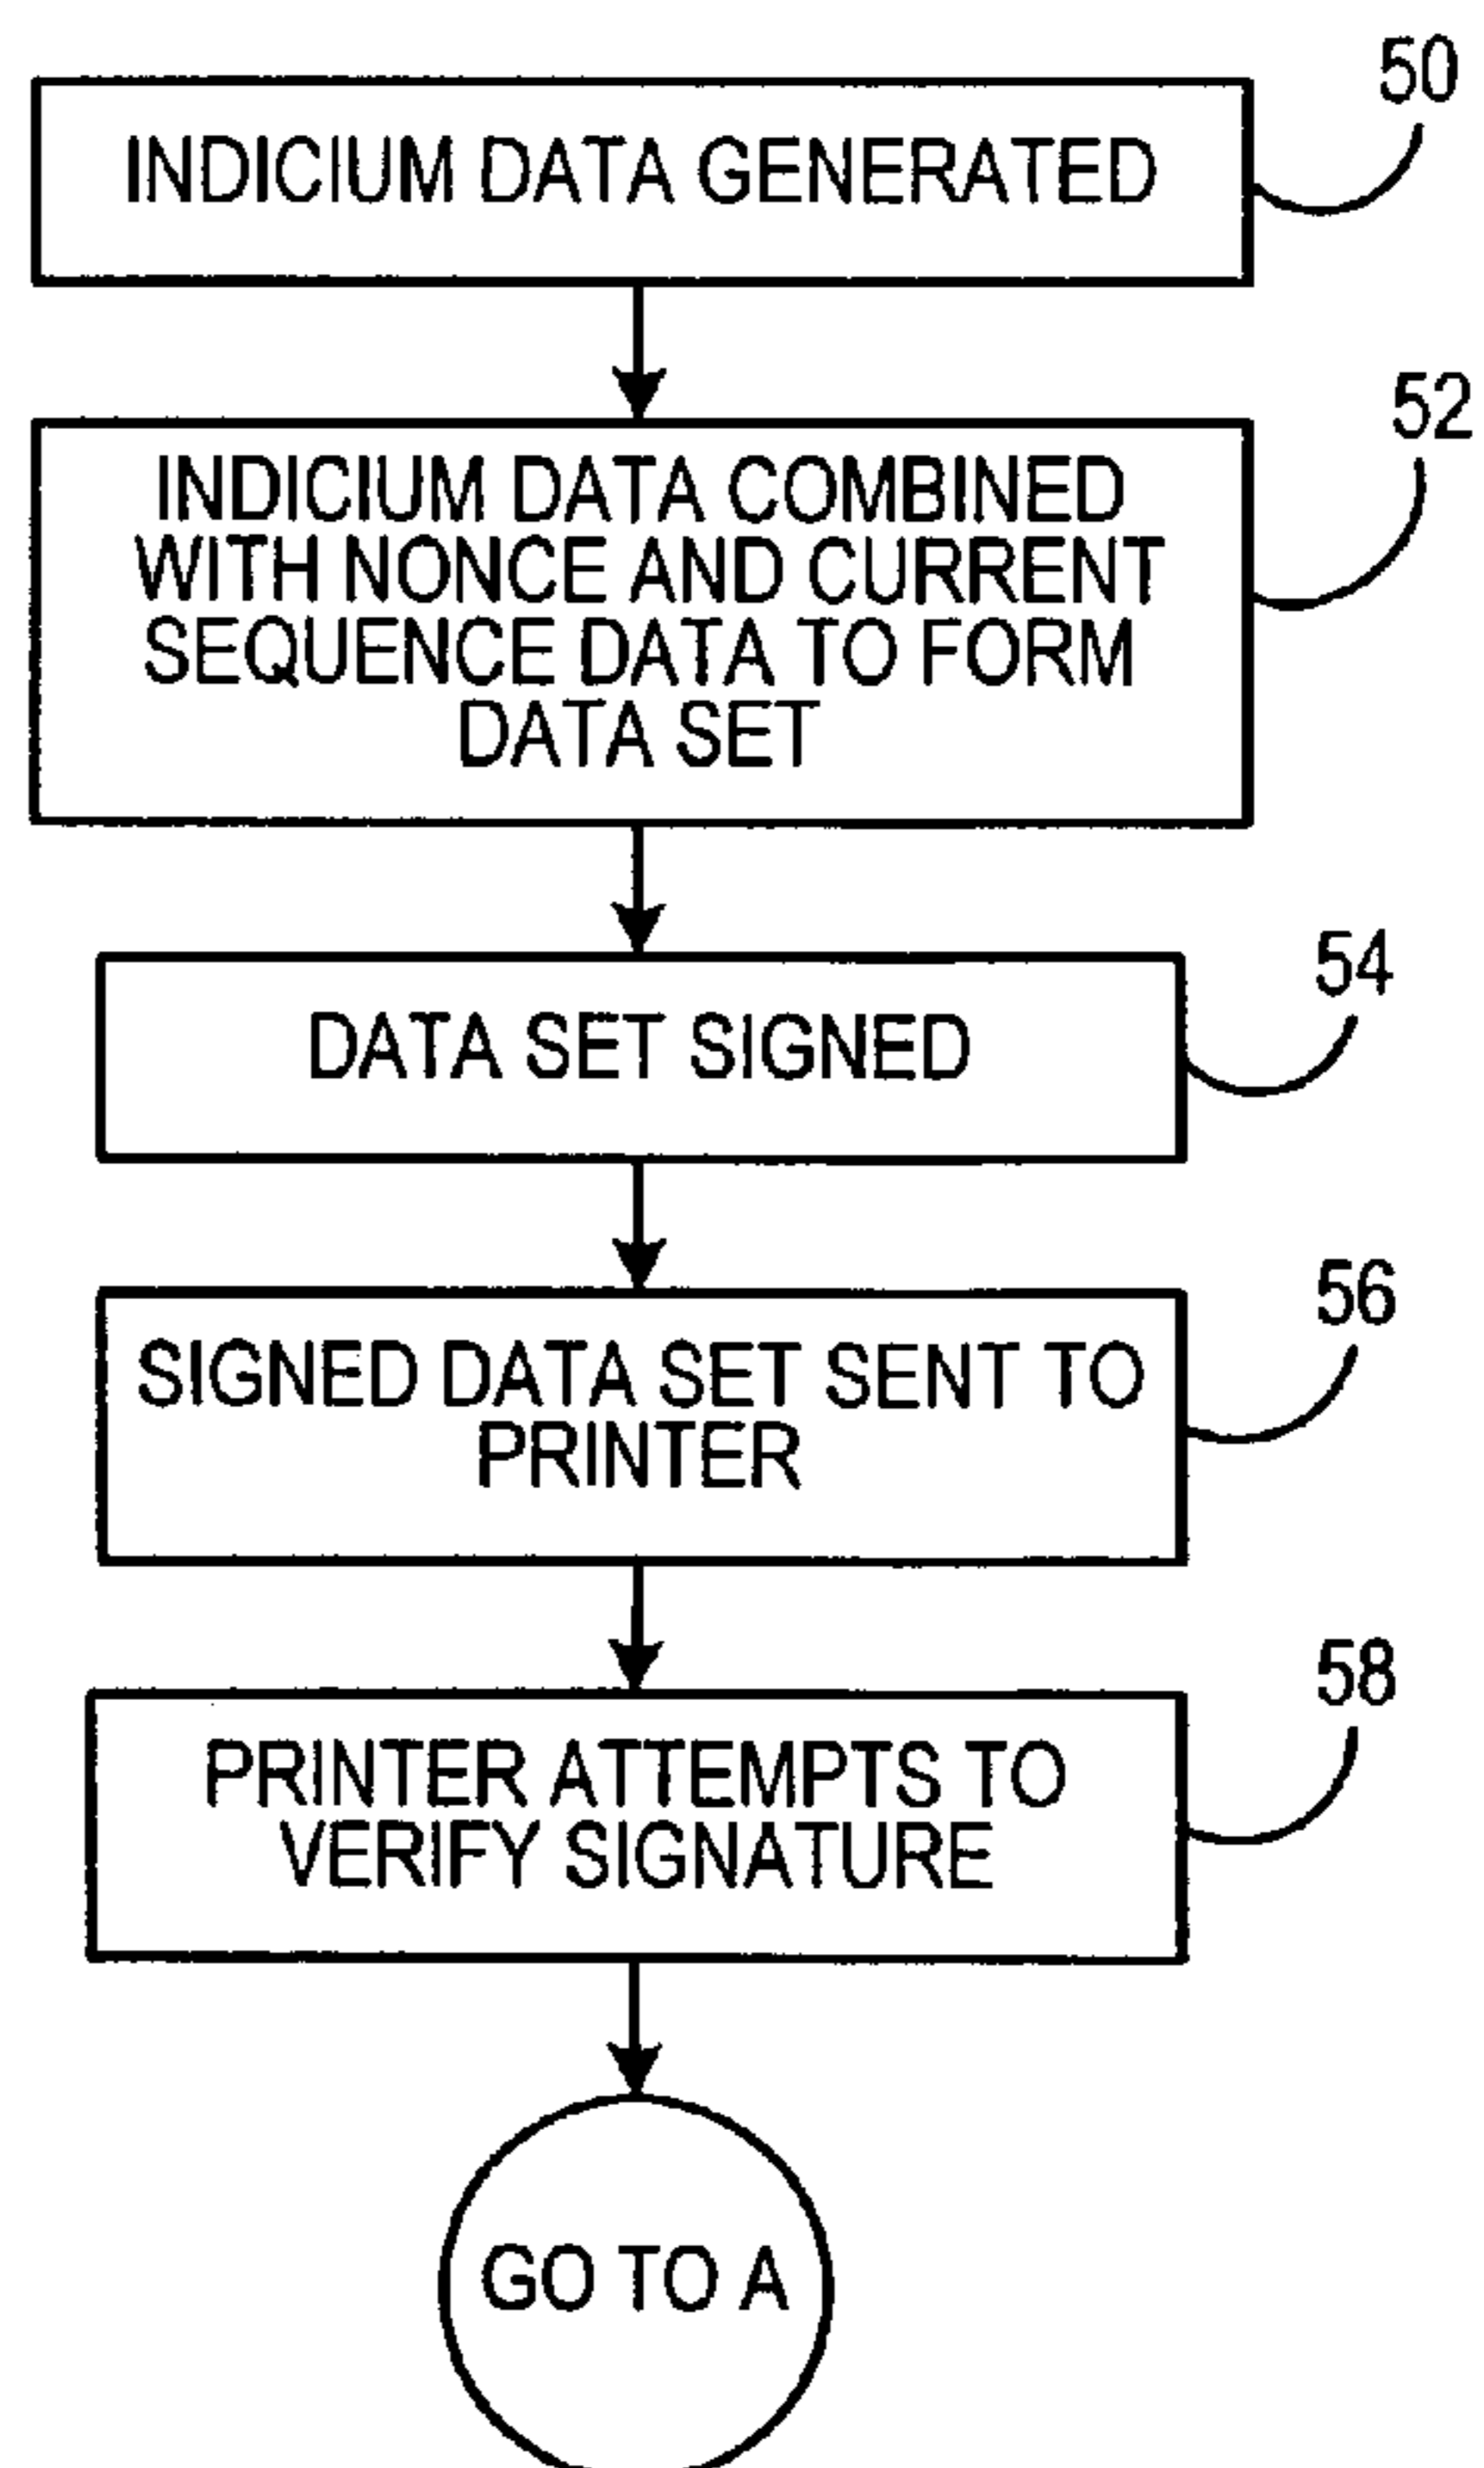 50
INDICIUM DATA GENERATED
52
INDICIUM DATA COMBINED
WITH NONCE AND CURRENT
SEQUENCE DATA TO FORM
DATA SET
54
DATA SET SIGNED
56
SIGNED DATA SET SENT TO
PRINTER
58
PRINTER ATTEMPTS TO
VERIFY SIGNATURE
GO TO A